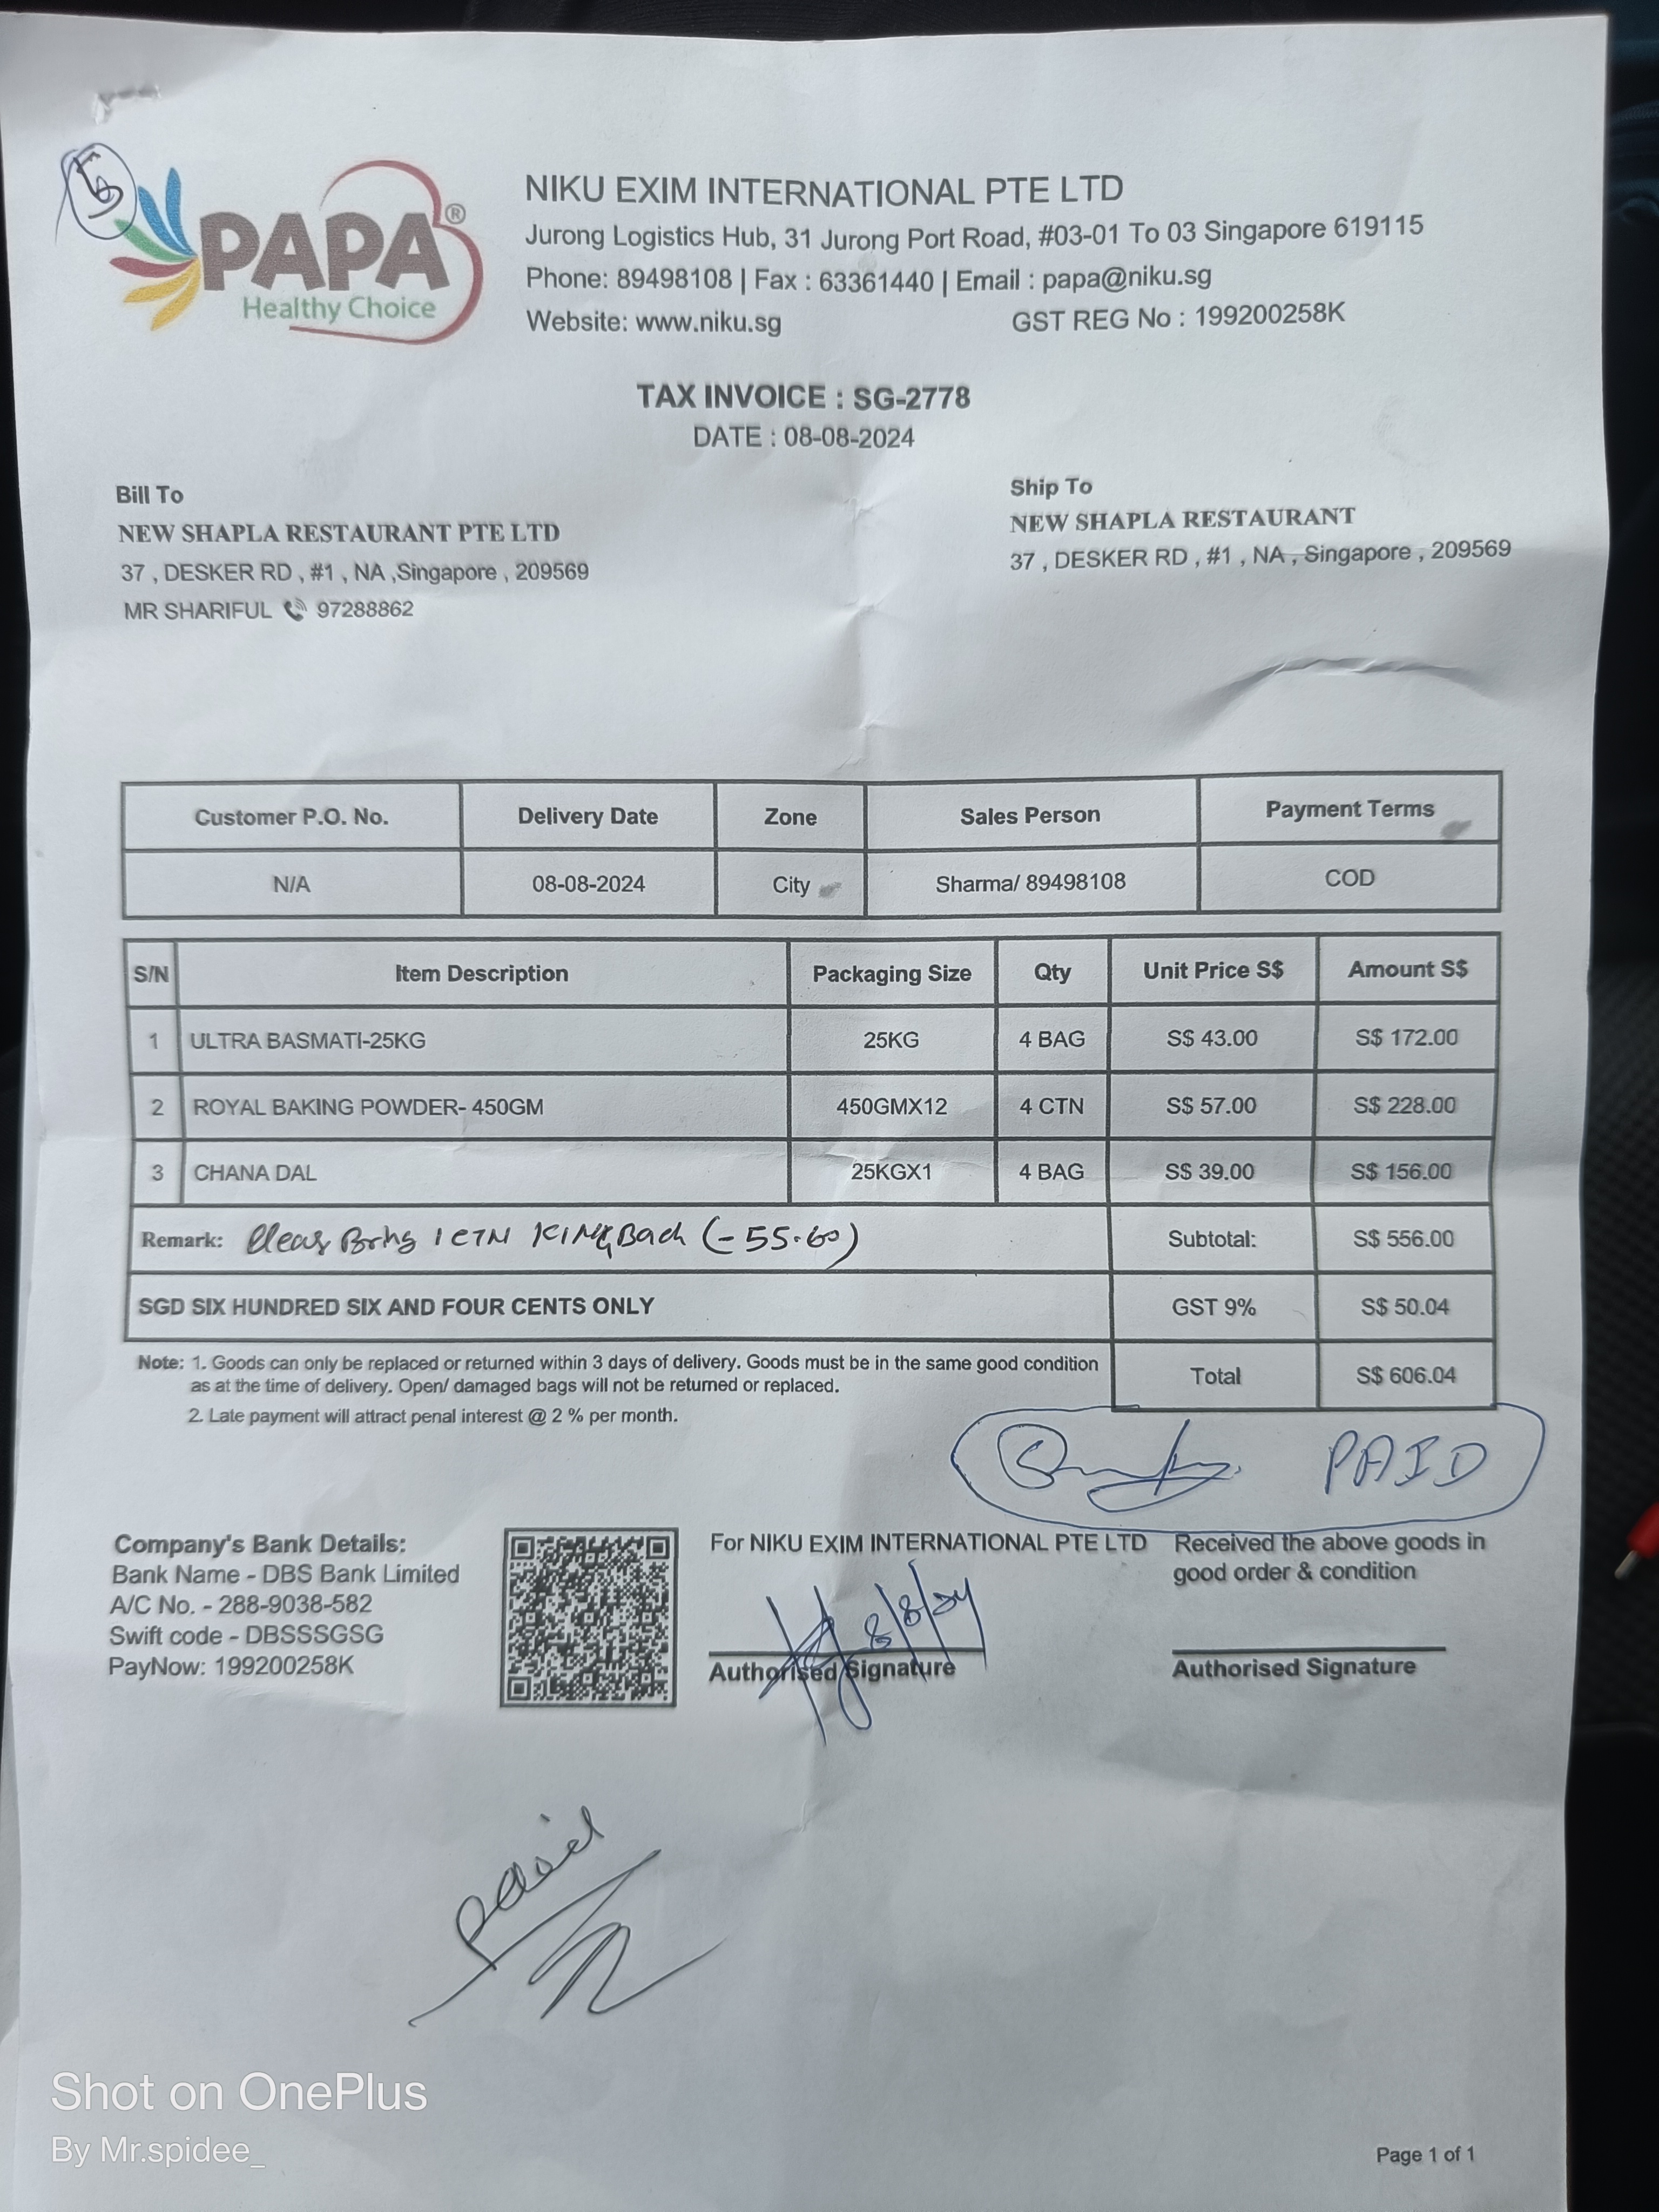 5
PAPA®
Healthy Choice
NIKU EXIM INTERNATIONAL PTE LTD
Jurong Logistics Hub, 31 Jurong Port Road, #03-01 To 03 Singapore 619115
Phone: 89498108 | Fax : 63361440 | Email : papa@niku.sg
Website: www.niku.sg GST REG No : 199200258K
TAX INVOICE : SG-2778
DATE : 08-08-2024
Bill To
NEW SHAPLA RESTAURANT PTE LTD
37 , DESKER RD , #1 , NA ,Singapore , 209569
MR SHARIFUL 97288862
Ship To
NEW SHAPLA RESTAURANT
37 , DESKER RD , #1 , NA , Singapore , 209569
Customer P.O. No. Delivery Date Zone Sales Person Payment Terms
N/A 08-08-2024 City Sharma/ 89498108 COD
S/N Item Description Packaging Size Qty Unit Price S$ Amount S$
1 ULTRA BASMATI-25KG 25KG 4 BAG S$ 43.00 S$ 172.00
2 ROYAL BAKING POWDER- 450GM 450GMX12 4 CTN S$ 57.00 S$ 228.00
3 CHANA DAL 25KGX1 4 BAG S$ 39.00 S$ 156.00
Remark: 1 CTN KING Back (-55.60) Subtotal: S$ 556.00
SGD SIX HUNDRED SIX AND FOUR CENTS ONLY GST 9% S$ 50.04
Note: 1. Goods can only be replaced or returned within 3 days of delivery. Goods must be in the same good condition
as at the time of delivery. Open/ damaged bags will not be returned or replaced.
2. Late payment will attract penal interest @ 2 % per month.
Total S$ 606.04
PAID
Company's Bank Details:
Bank Name - DBS Bank Limited
A/C No. - 288-9038-582
Swift code - DBSSSGSG
PayNow: 199200258K
For NIKU EXIM INTERNATIONAL PTE LTD
8/8/24
Authorised Signature
Received the above goods in
good order & condition
Authorised Signature
paid
Shot on OnePlus
By Mr.spidee_
Page 1 of 1